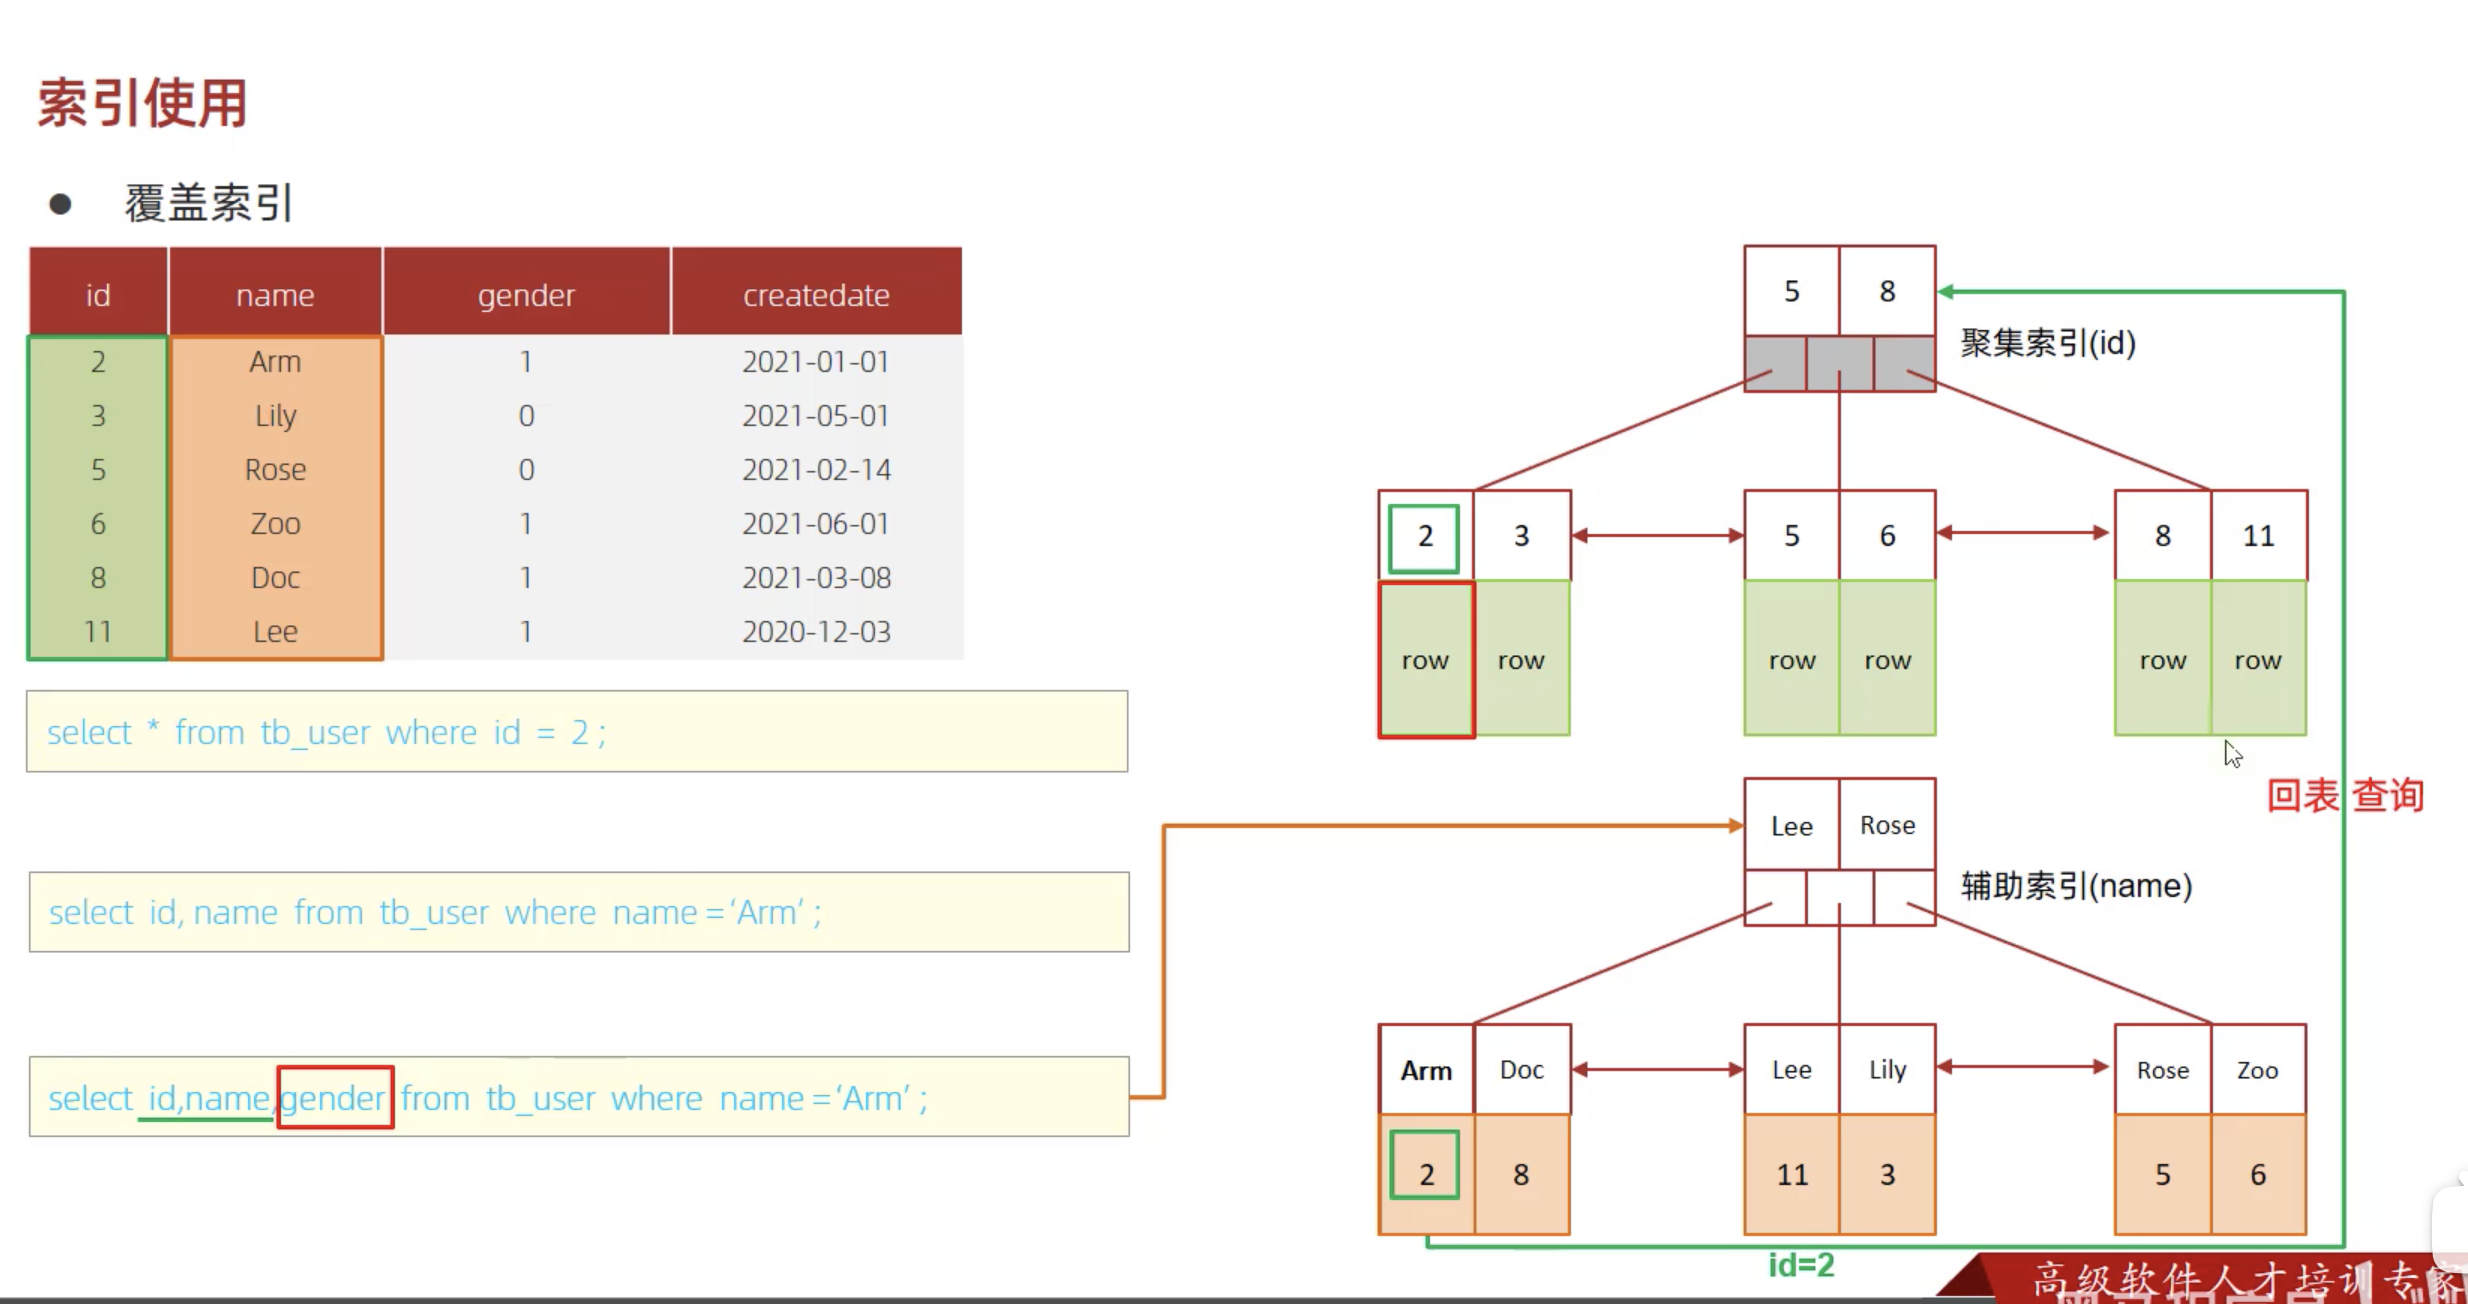 索引使用
● 覆盖索引
id name gender createdate
2 Arm 1 2021-01-01
3 Lily 0 2021-05-01
5 Rose 0 2021-02-14
6 Zoo 1 2021-06-01
8 Doc 1 2021-03-08
11 Lee 1 2020-12-03
select * from tb_user where id = 2 ;
select id, name from tb_user where name = ‘Arm’ ;
select id,name,gender from tb_user where name = ‘Arm’ ;
5 8
聚集索引(id)
2 3 5 6 8 11
row row row row row row
回表 查询
Lee Rose
辅助索引(name)
Arm Doc Lee Lily Rose Zoo
2 8 11 3 5 6
id=2
高级软件人才培训专家